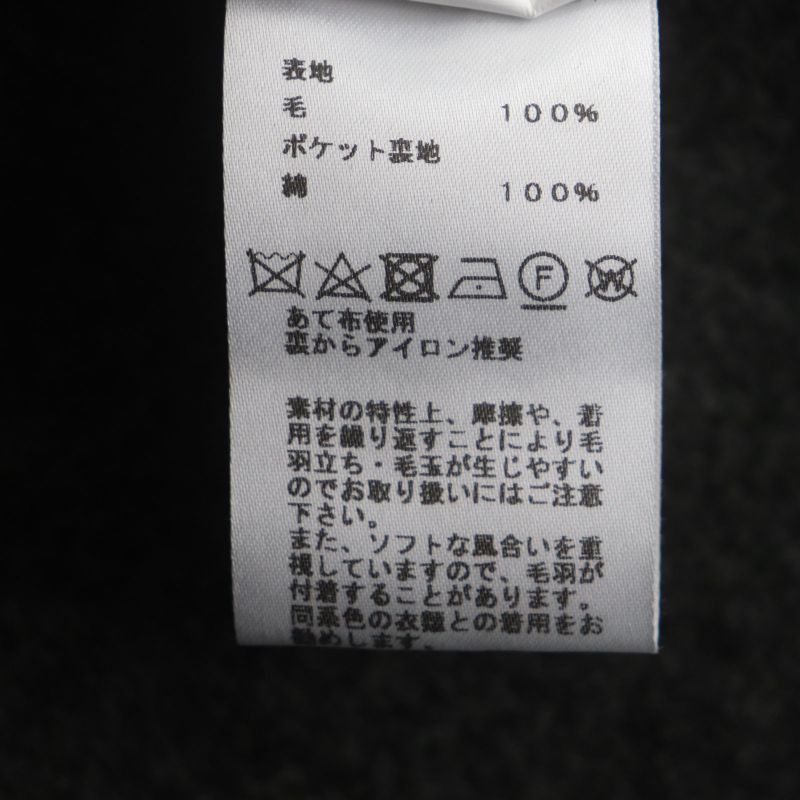 表地
毛 １００％
ポケット裏地
綿 １００％
F W
あて布使用
裏からアイロン推奨
素材の特性上、摩擦や、着
用を繰り返すことにより毛
羽立ち・毛玉が生じやすい
のでお取り扱いにはご注意
下さい。
また、ソフトな風合いを重
視していますので、毛羽が
付着することがあります。
同系色の衣類との着用をお
勧めします。